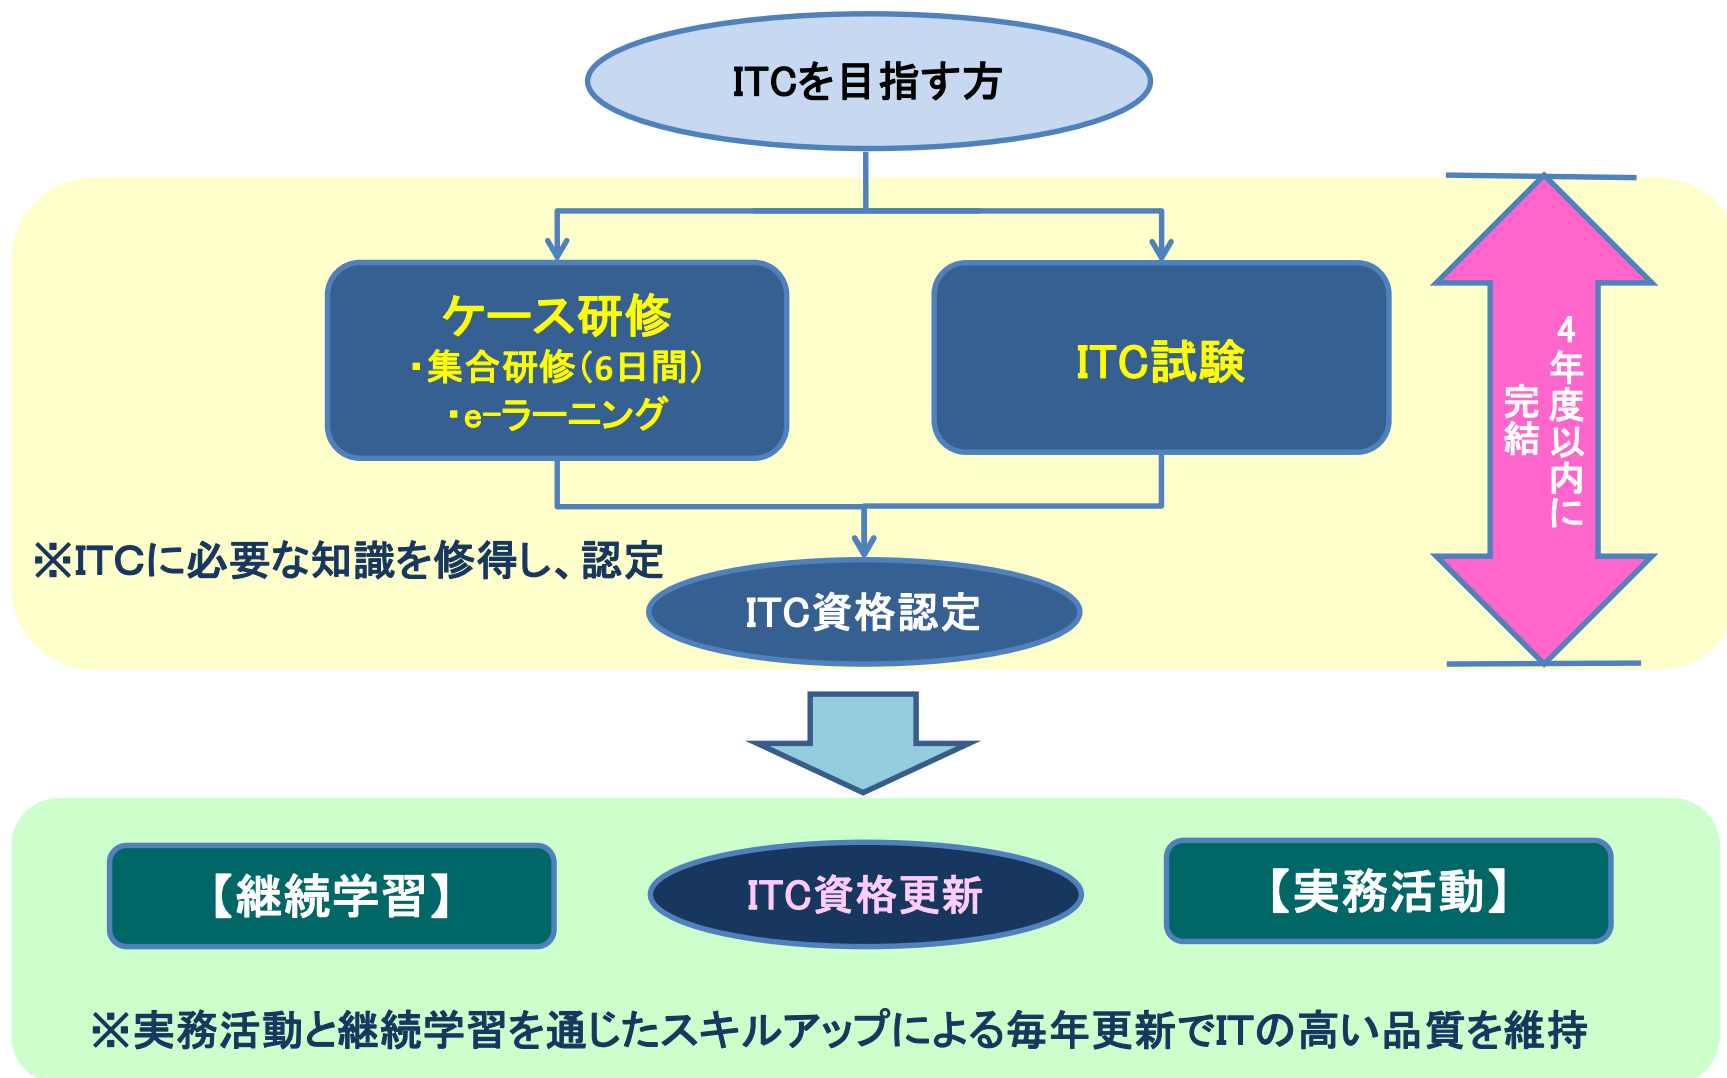 ITCを目指す方
ケース研修
・集合研修(6日間)
・e-ラーニング
ITC試験
4年度以内に
完結
※ITCに必要な知識を修得し、認定
ITC資格認定
【継続学習】
ITC資格更新
【実務活動】
※実務活動と継続学習を通じたスキルアップによる毎年更新でITの高い品質を維持